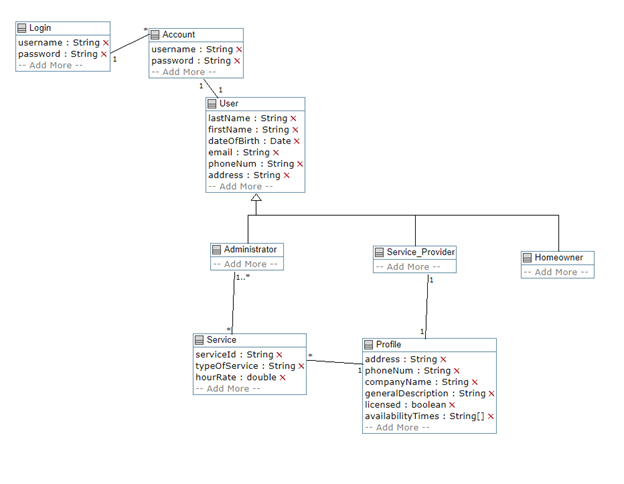 Login
username : String X
password : String X
-- Add More --
*
1
Account
username : String X
password : String X
-- Add More --
1
1
User
lastName : String X
firstName : String X
dateOfBirth : Date X
email : String X
phoneNum : String X
address : String X
-- Add More --
Administrator
-- Add More --
Service_Provider
-- Add More --
Homeowner
-- Add More --
1..*
*
1
1
Service
serviceId : String X
typeOfService : String X
hourRate : double X
-- Add More --
*
1
Profile
address : String X
phoneNum : String X
companyName : String X
generalDescription : String X
licensed : boolean X
availabilityTimes : String[] X
-- Add More --